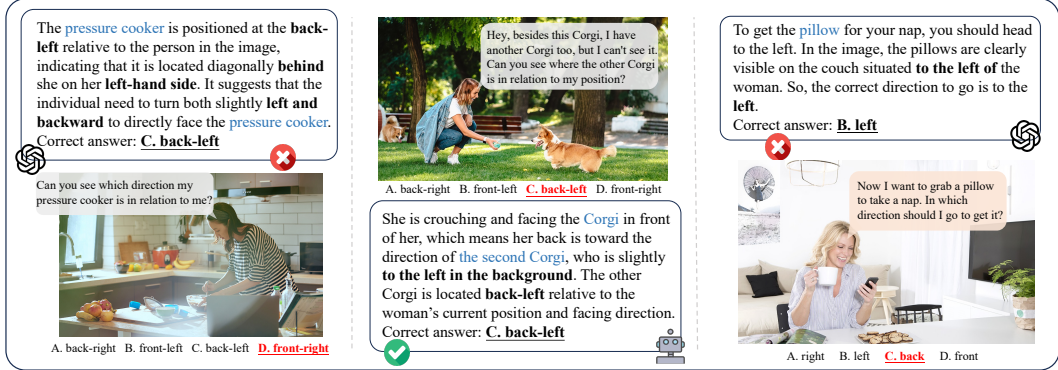 The pressure cooker is positioned at the back-
left relative to the person in the image,
indicating that it is located diagonally behind
she on her left-hand side. It suggests that the
individual need to turn both slightly left and
backward to directly face the pressure cooker.
Correct answer: C. back-left
Can you see which direction my
pressure cooker is in relation to me?
A. back-right B. front-left C. back-left D. front-right
Hey, besides this Corgi, I have
another Corgi too, but I can't see it.
Can you see where the other Corgi
is in relation to my position?
A. back-right B. front-left C. back-left D. front-right
She is crouching and facing the Corgi in front
of her, which means her back is toward the
direction of the second Corgi, who is slightly
to the left in the background. The other
Corgi is located back-left relative to the
woman's current position and facing direction.
Correct answer: C. back-left
To get the pillow for your nap, you should head
to the left. In the image, the pillows are clearly
visible on the couch situated to the left of the
woman. So, the correct direction to go is to the
left.
Correct answer: B. left
Now I want to grab a pillow
to take a nap. In which
direction should I go to get it?
A. right B. left C. back D. front